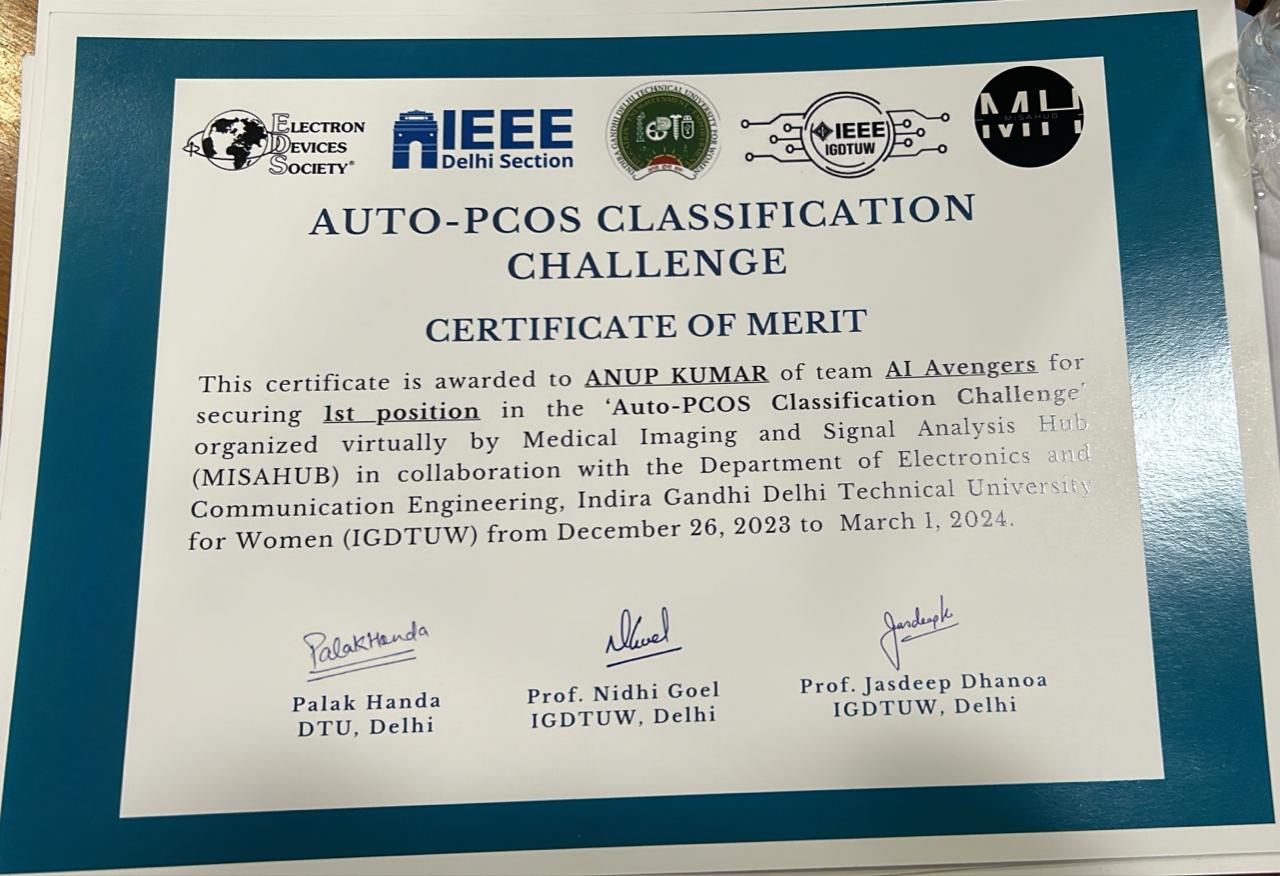 ELECTRON
DEVICES
SOCIETY®
IEEE
Delhi Section
INDIRA GANDHI DELHI TECHNICAL UNIVERSITY FOR WOMEN
IEEE
IGDTUW
MH
MISAHUB
AUTO-PCOS CLASSIFICATION
CHALLENGE
CERTIFICATE OF MERIT
This certificate is awarded to ANUP KUMAR of team AI Avengers for
securing 1st position in the 'Auto-PCOS Classification Challenge'
organized virtually by Medical Imaging and Signal Analysis Hub
(MISAHUB) in collaboration with the Department of Electronics and
Communication Engineering, Indira Gandhi Delhi Technical University
for Women (IGDTUW) from December 26, 2023 to March 1, 2024.
PalakHanda
Jasdeepk
Palak Handa
DTU, Delhi
Prof. Nidhi Goel
IGDTUW, Delhi
Prof. Jasdeep Dhanoa
IGDTUW, Delhi